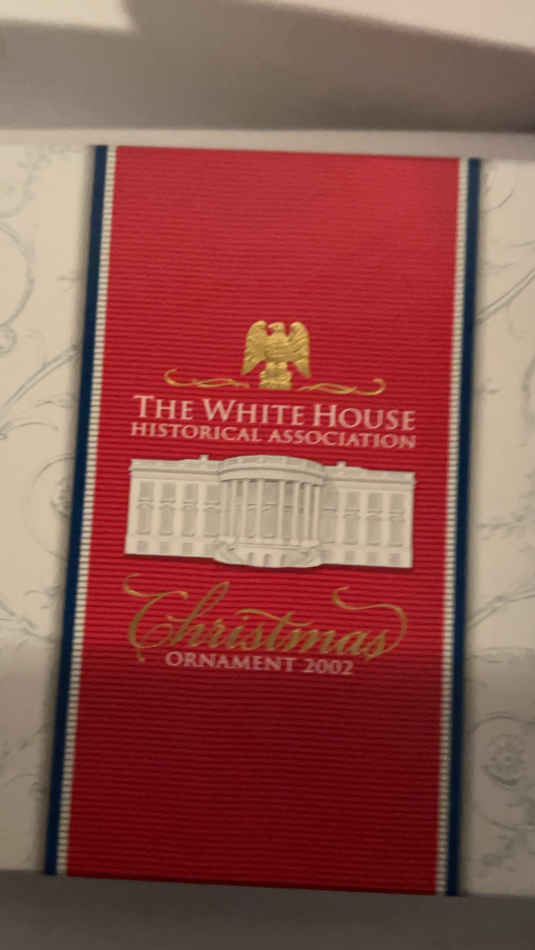 THE WHITE HOUSE
HISTORICAL ASSOCIATION
Christmas
ORNAMENT 2002